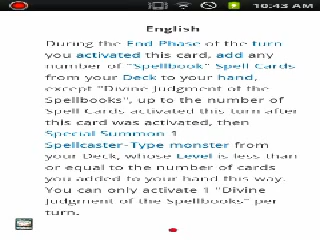 10:43 AM
English
During the End Phase of the turn
you activated this card, add any
number of "Spellbook" Spell Cards
from your Deck to your hand,
except "Divine Judgment of the
Spellbooks", up to the number of
Spell Cards activated this turn after
this card was activated, then
Special Summon 1
Spellcaster-Type monster from
your Deck, whose Level is less than
or equal to the number of cards
you added to your hand this way.
You can only activate 1 "Divine
Judgment of the Spellbooks" per
turn.